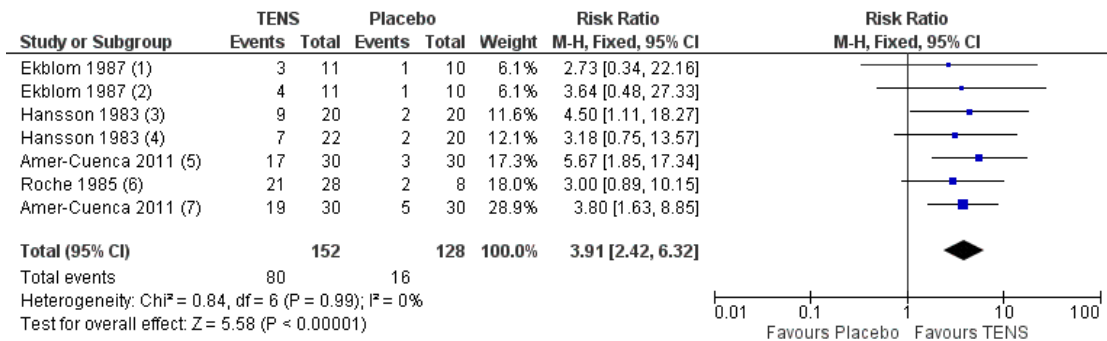 TENS Placebo Risk Ratio Risk Ratio
Study or Subgroup Events Total Events Total Weight M-H, Fixed, 95% CI M-H, Fixed, 95% CI
Ekblom 1987 (1) 3 11 1 10 6.1% 2.73 [0.34, 22.16]
Ekblom 1987 (2) 4 11 1 10 6.1% 3.64 [0.48, 27.33]
Hansson 1983 (3) 9 20 2 20 11.6% 4.50 [1.11, 18.27]
Hansson 1983 (4) 7 22 2 20 12.1% 3.18 [0.75, 13.57]
Amer-Cuenca 2011 (5) 17 30 3 30 17.3% 5.67 [1.85, 17.34]
Roche 1985 (6) 21 28 2 8 18.0% 3.00 [0.89, 10.15]
Amer-Cuenca 2011 (7) 19 30 5 30 28.9% 3.80 [1.63, 8.85]
Total (95% CI) 152 128 100.0% 3.91 [2.42, 6.32]
Total events 80 16
Heterogeneity: Chi² = 0.84, df = 6 (P = 0.99); I² = 0%
Test for overall effect: Z = 5.58 (P < 0.00001)
0.01 0.1 1 10 100
Favours Placebo Favours TENS